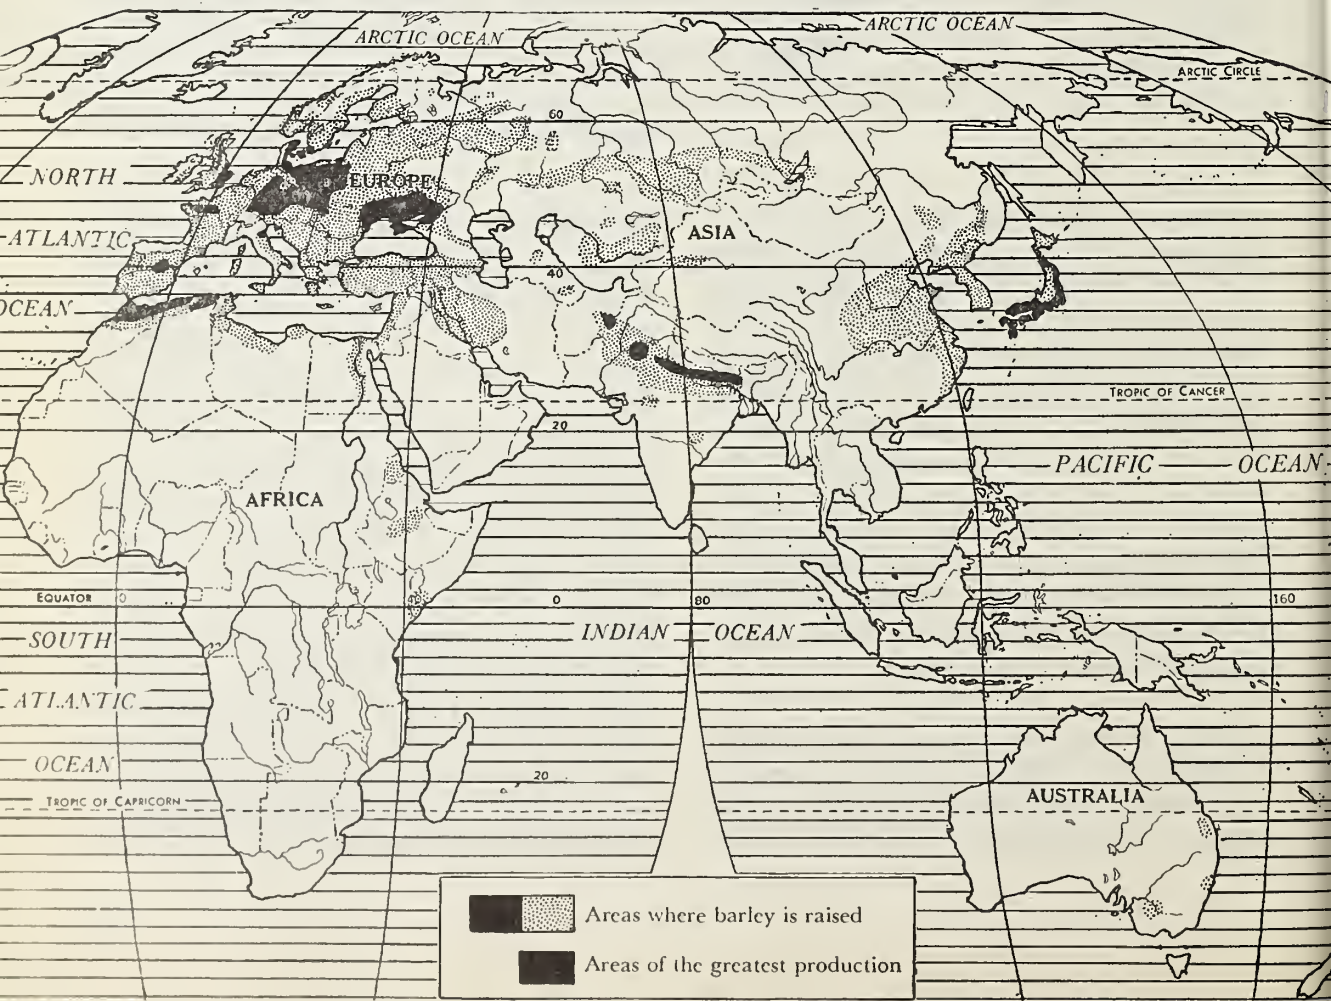 ARCTIC OCEAN
ARCTIC OCEAN
ARCTIC CIRCLE
60
NORTH
EUROPE
ATLANTIC
ASIA
40
OCEAN
TROPIC OF CANCER
20
PACIFIC OCEAN
AFRICA
EQUATOR 0 40 0 80 160
SOUTH
INDIAN OCEAN
ATLANTIC
OCEAN
20
TROPIC OF CAPRICORN
AUSTRALIA
Areas where barley is raised
Areas of the greatest production